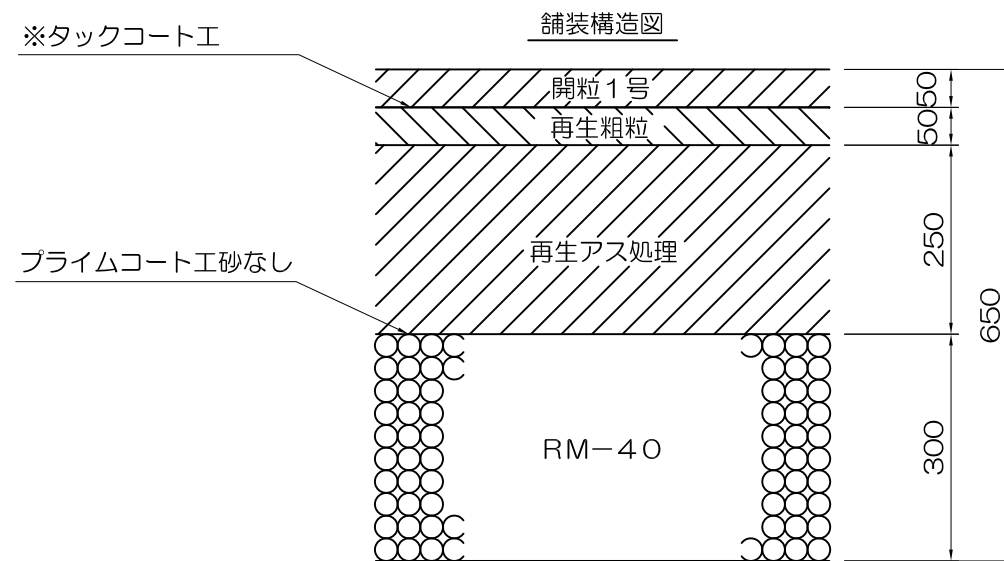 舗装構造図
※タックコート工
開粒1号
50
再生粗粒
50
再生アス処理
250
プライムコート工砂なし
650
RM-40
300